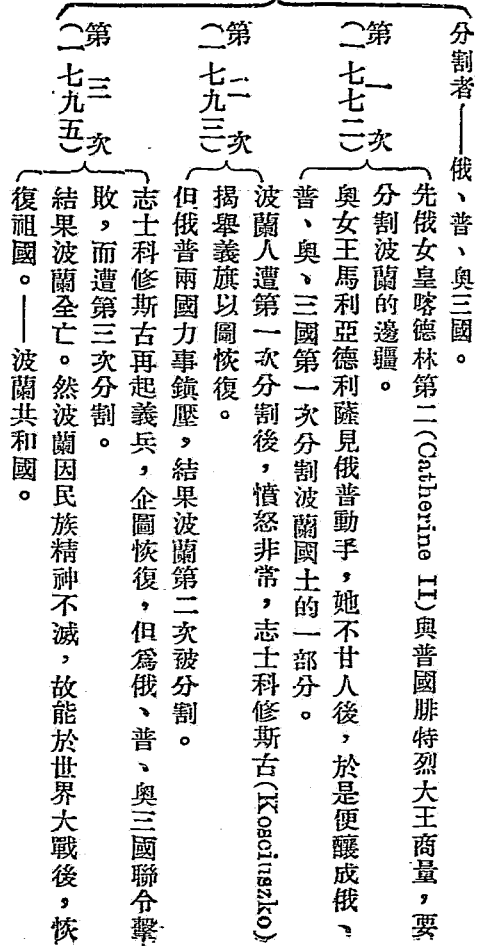 分割者——俄、普、奧三國。
第一次
(一七七二)
先俄女皇喀德林第二(Catherine II)與普國腓特烈大王商量，要
分割波蘭的邊疆。
奧女王馬利亞德利薩見俄普動手，她不甘人後，於是便釀成俄、
普、奧、三國第一次分割波蘭國土的一部分。
第二次
(一七九三)
波蘭人遭第一次分割後，憤怒非常，志士科修斯古(Kosciuszko)
揭舉義旗以圖恢復。
但俄普兩國力事鎮壓，結果波蘭第二次被分割。
第三次
(一七九五)
志士科修斯古再起義兵，企圖恢復，但爲俄、普、奧三國聯合擊
敗，而遭第三次分割。
結果波蘭全亡。然波蘭因民族精神不滅，故能於世界大戰後，恢
復祖國。——波蘭共和國。